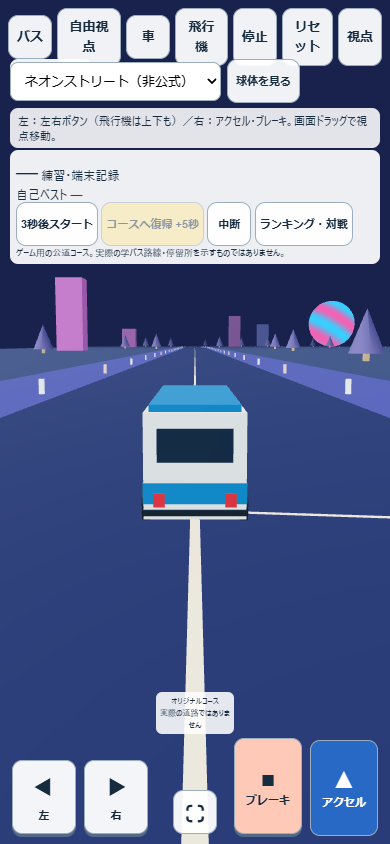 バス
自由視点
車
飛行機
停止
リセット
視点
ネオンストリート（非公式）
球体を見る
左：左右ボタン（飛行機は上下も）／右：アクセル・ブレーキ。画面ドラッグで視
点移動。
── 練習・端末記録
自己ベスト —
3秒後スタート
コースへ復帰 +5秒
中断
ランキング・対戦
ゲーム用の公道コース。実際の学バス路線・停留所を示すものではありません。
オリジナルコース
実際の道路ではありま
せん
◀
左
▶
右
■
ブレーキ
▲
アクセル